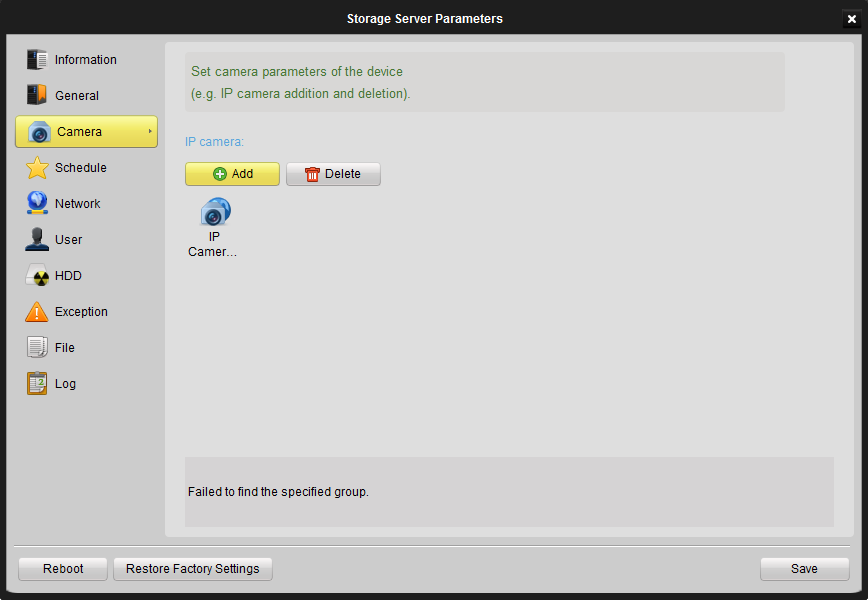 Storage Server Parameters
Information
General
Camera
Schedule
Network
User
HDD
Exception
File
Log
Set camera parameters of the device
(e.g. IP camera addition and deletion).
IP camera:
Add Delete
IP
Camer...
Failed to find the specified group.
Reboot Restore Factory Settings Save